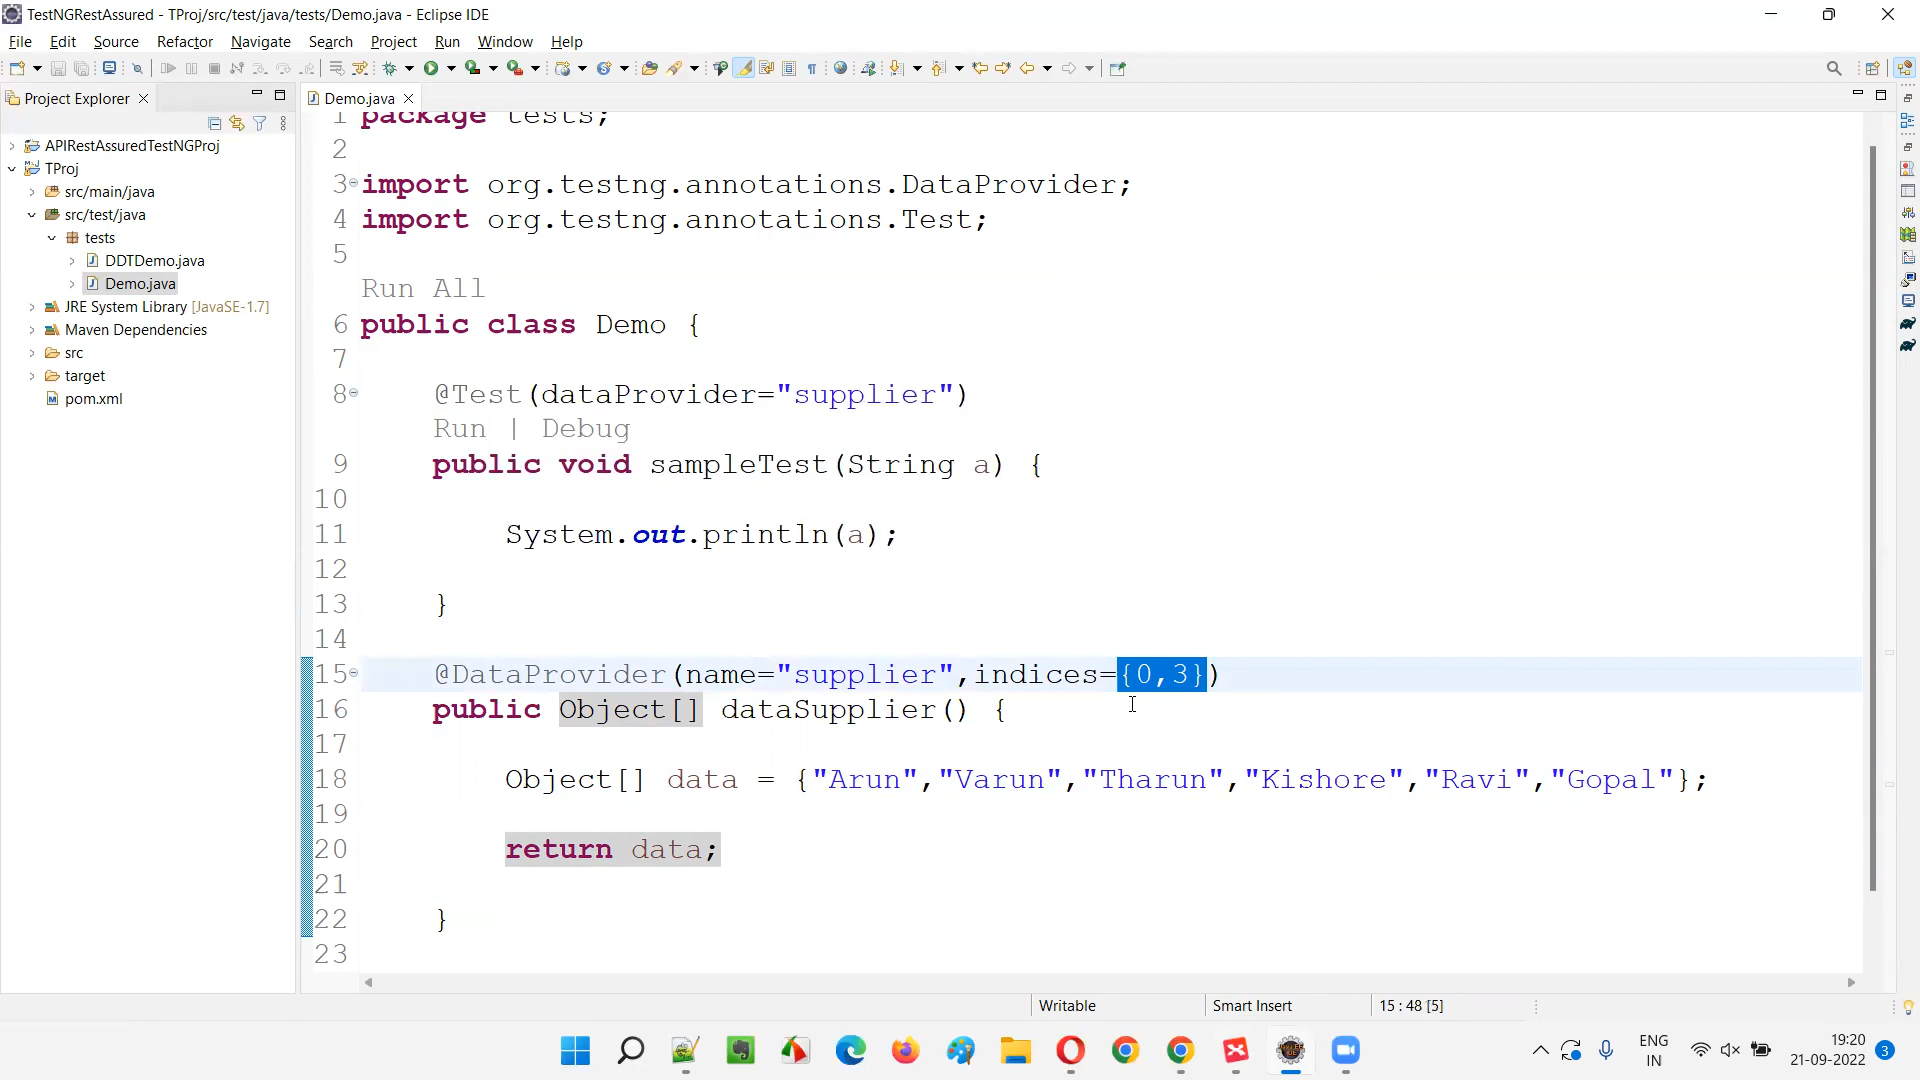 TestNGRestAssured - TProj/src/test/java/tests/Demo.java - Eclipse IDE
File Edit Source Refactor Navigate Search Project Run Window Help
Project Explorer
Demo.java
APIRestAssuredTestNGProj
TProj
src/main/java
src/test/java
tests
DDTDemo.java
Demo.java
JRE System Library [JavaSE-1.7]
Maven Dependencies
src
target
pom.xml
1 package tests;
2
3 import org.testng.annotations.DataProvider;
4 import org.testng.annotations.Test;
5
Run All
6 public class Demo {
7
8 @Test(dataProvider="supplier")
Run | Debug
9 public void sampleTest(String a) {
10
11 System.out.println(a);
12
13 }
14
15 @DataProvider(name="supplier",indices={0,3})
16 public Object[] dataSupplier() {
17
18 Object[] data = {"Arun","Varun","Tharun","Kishore","Ravi","Gopal"};
19
20 return data;
21
22 }
23
Writable Smart Insert 15 : 48 [5]
ENG
IN
19:20
21-09-2022
3